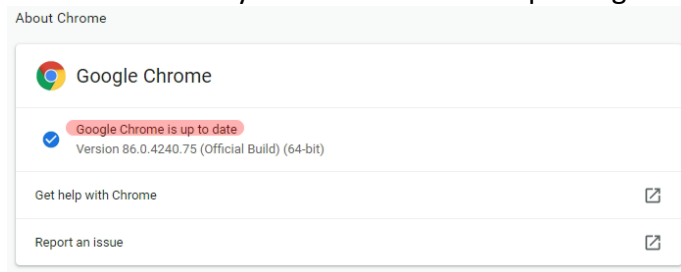 About Chrome
Google Chrome
Google Chrome is up to date
Version 86.0.4240.75 (Official Build) (64-bit)
Get help with Chrome
Report an issue